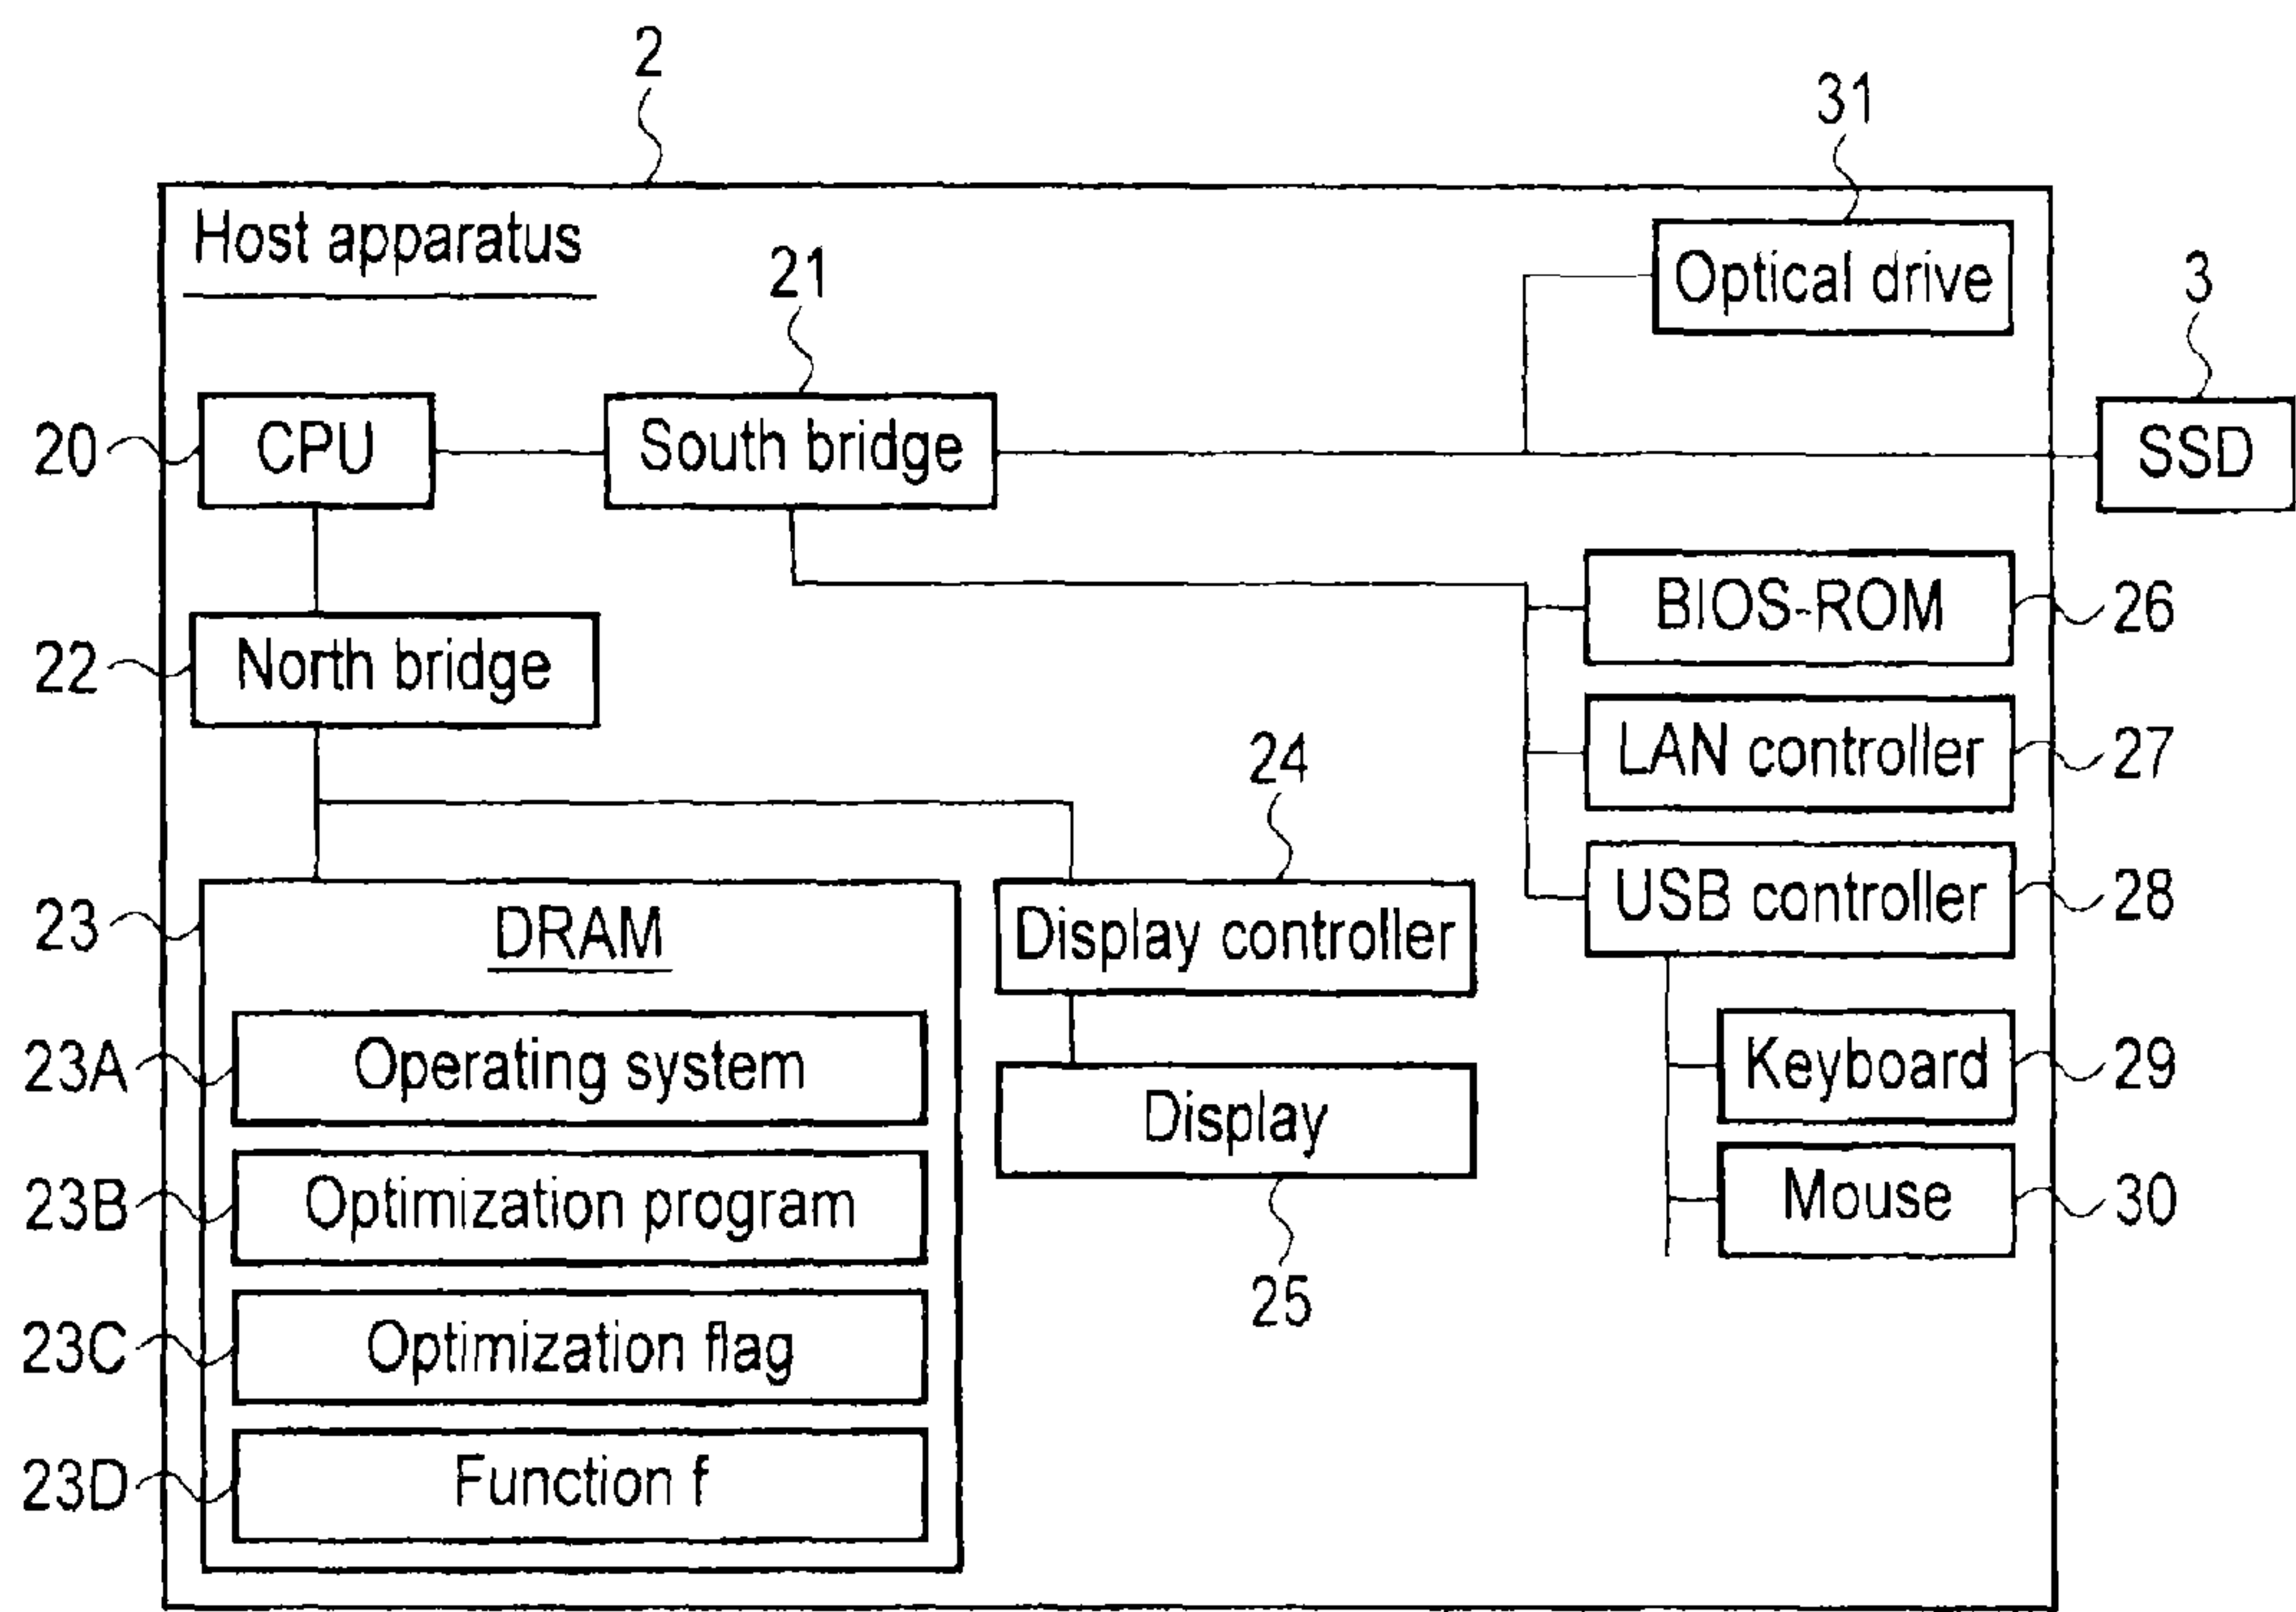 2
31
Host apparatus
21
Optical drive
3
20
CPU
South bridge
SSD
BIOS-ROM
26
22
North bridge
24
LAN controller
27
23
DRAM
Display controller
USB controller
28
23A
Operating system
Display
Keyboard
29
23B
Optimization program
Mouse
30
25
23C
Optimization flag
23D
Function f